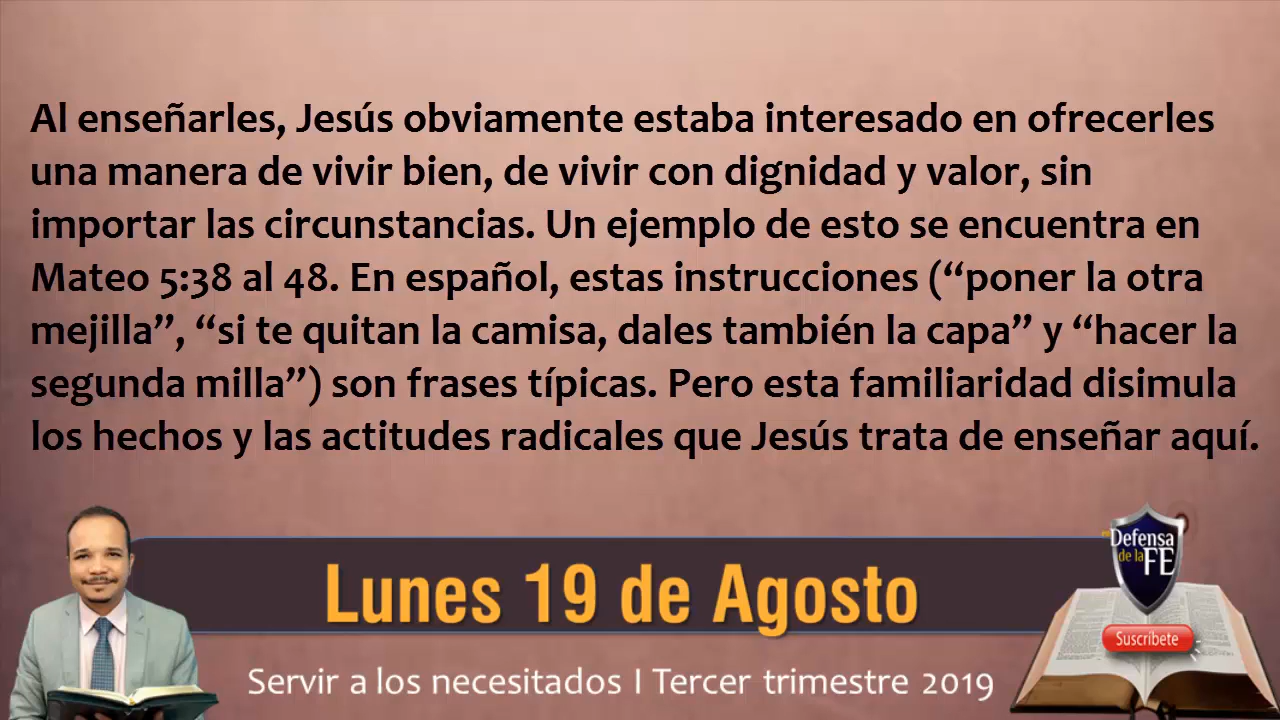 Al enseñarles, Jesús obviamente estaba interesado en ofrecerles
una manera de vivir bien, de vivir con dignidad y valor, sin
importar las circunstancias. Un ejemplo de esto se encuentra en
Mateo 5:38 al 48. En español, estas instrucciones (“poner la otra
mejilla”, “si te quitan la camisa, dales también la capa” y “hacer la
segunda milla”) son frases típicas. Pero esta familiaridad disimula
los hechos y las actitudes radicales que Jesús trata de enseñar aquí.
Defensa
de la
FE
Lunes 19 de Agosto
Suscríbete
Servir a los necesitados I Tercer trimestre 2019